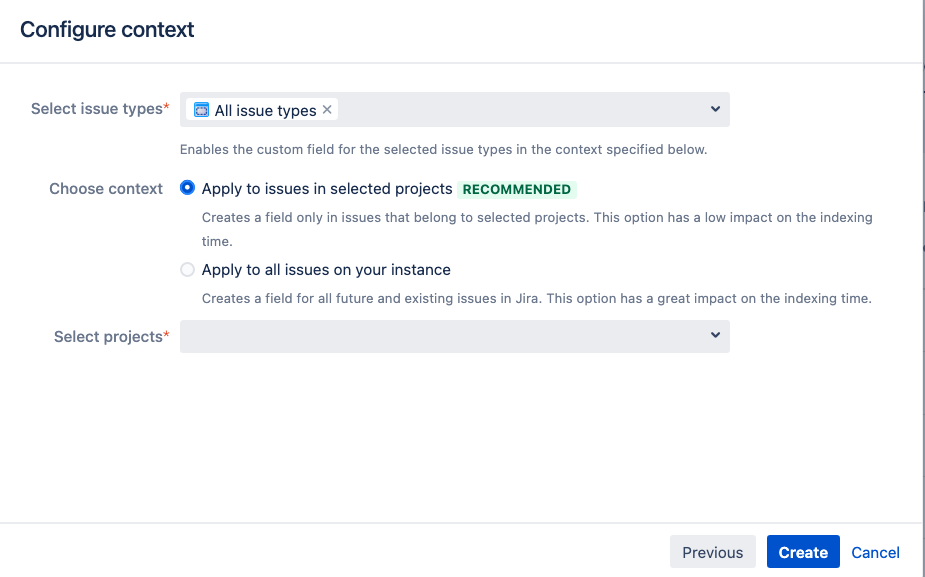 Configure context
Select issue types*
All issue types ×
Enables the custom field for the selected issue types in the context specified below.
Choose context
Apply to issues in selected projects RECOMMENDED
Creates a field only in issues that belong to selected projects. This option has a low impact on the indexing
time.
Apply to all issues on your instance
Creates a field for all future and existing issues in Jira. This option has a great impact on the indexing time.
Select projects*
Previous
Create
Cancel